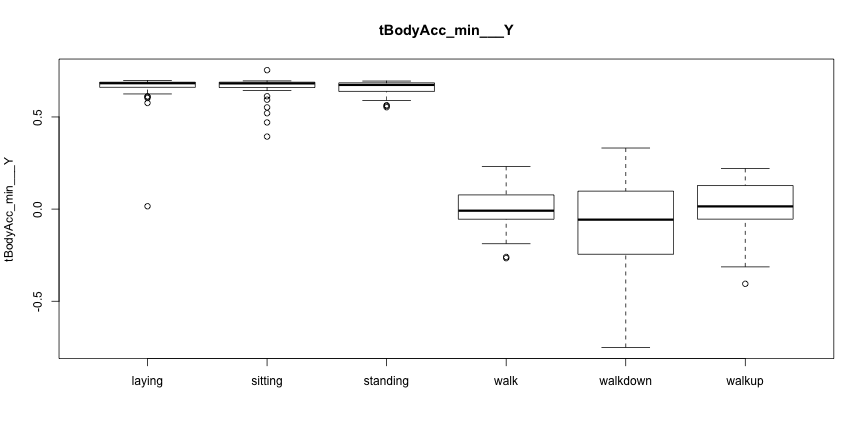 tBodyAcc_min___Y
tBodyAcc_min___Y
0.5
0.0
-0.5
laying sitting standing walk walkdown walkup